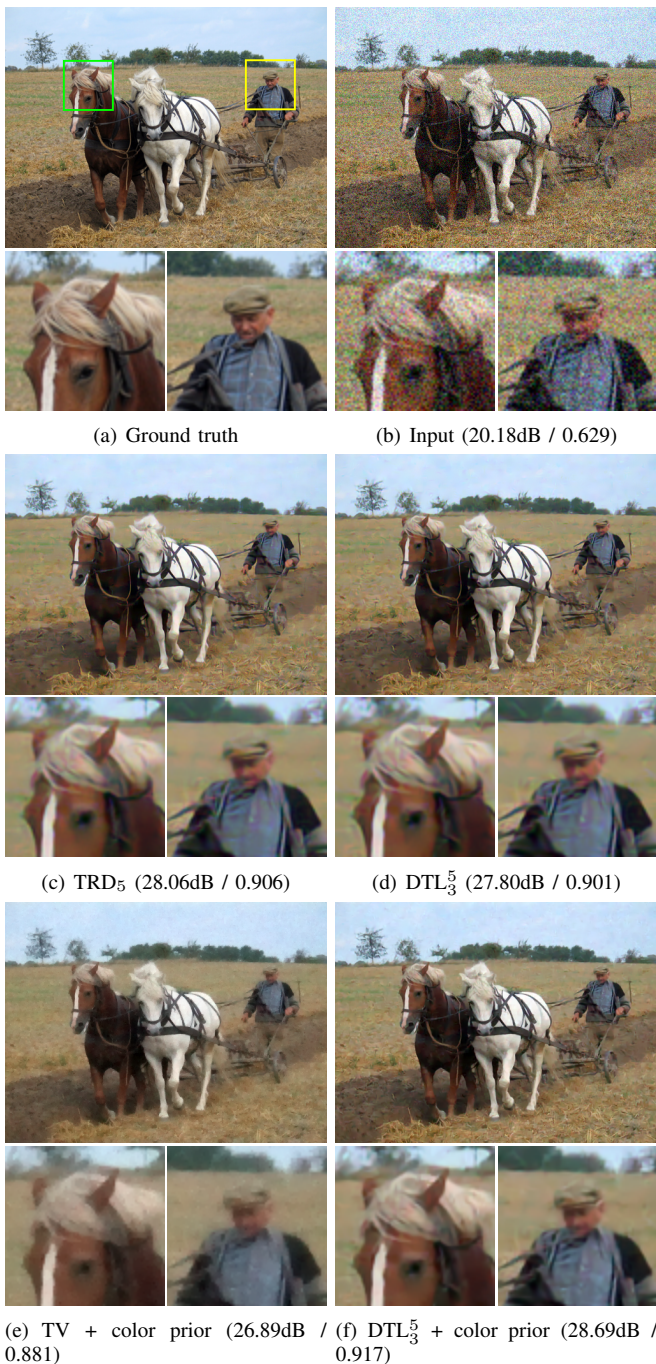 (a) Ground truth
(b) Input (20.18dB / 0.629)
(c) TRD₅ (28.06dB / 0.906)
(d) DTL₃⁵ (27.80dB / 0.901)
(e) TV + color prior (26.89dB /
0.881)
(f) DTL₃⁵ + color prior (28.69dB /
0.917)